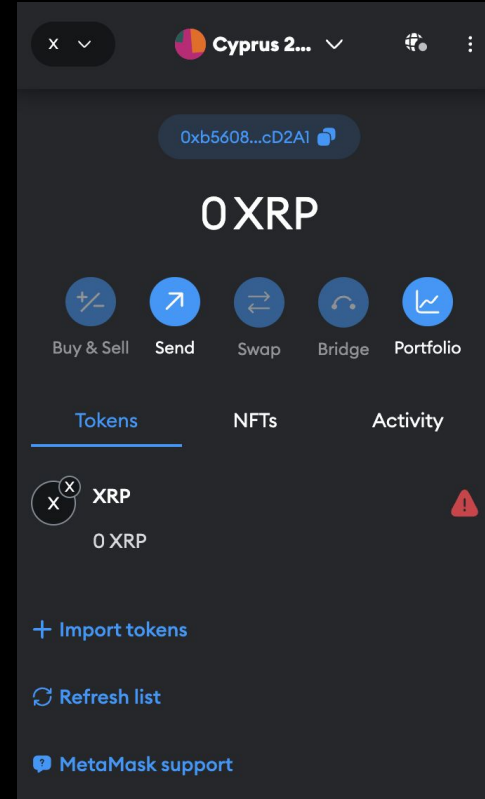 X
Cyprus 2...
0xb5608...cD2A1
0 XRP
Buy & Sell Send Swap Bridge Portfolio
Tokens NFTs Activity
X X XRP
0 XRP
+ Import tokens
Refresh list
MetaMask support